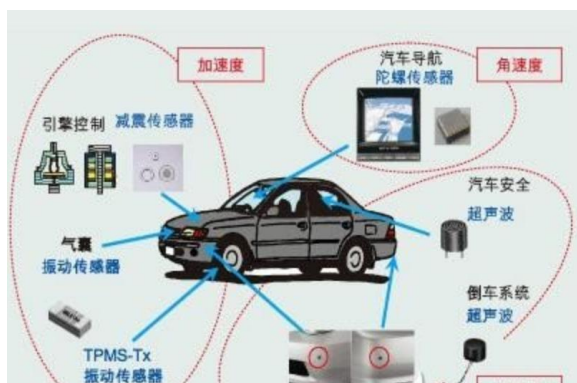 加速度
汽车导航
陀螺传感器
角速度
引擎控制 减震传感器
汽车安全
超声波
气囊
振动传感器
倒车系统
超声波
TPMS-Tx
振动传感器